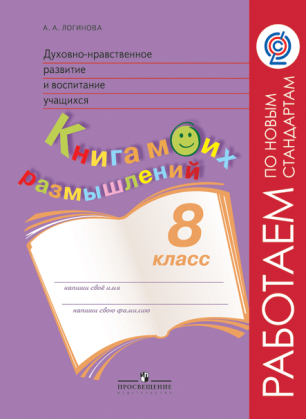 А. А. ЛОГИНОВА
Духовно-нравственное
развитие
и воспитание
учащихся
Книга моих
размышлений
8
класс
напиши своё имя
напиши свою фамилию
ПРОСВЕЩЕНИЕ
ИЗДАТЕЛЬСТВО
РАБОТАЕМ
ПО НОВЫМ
СТАНДАРТАМ